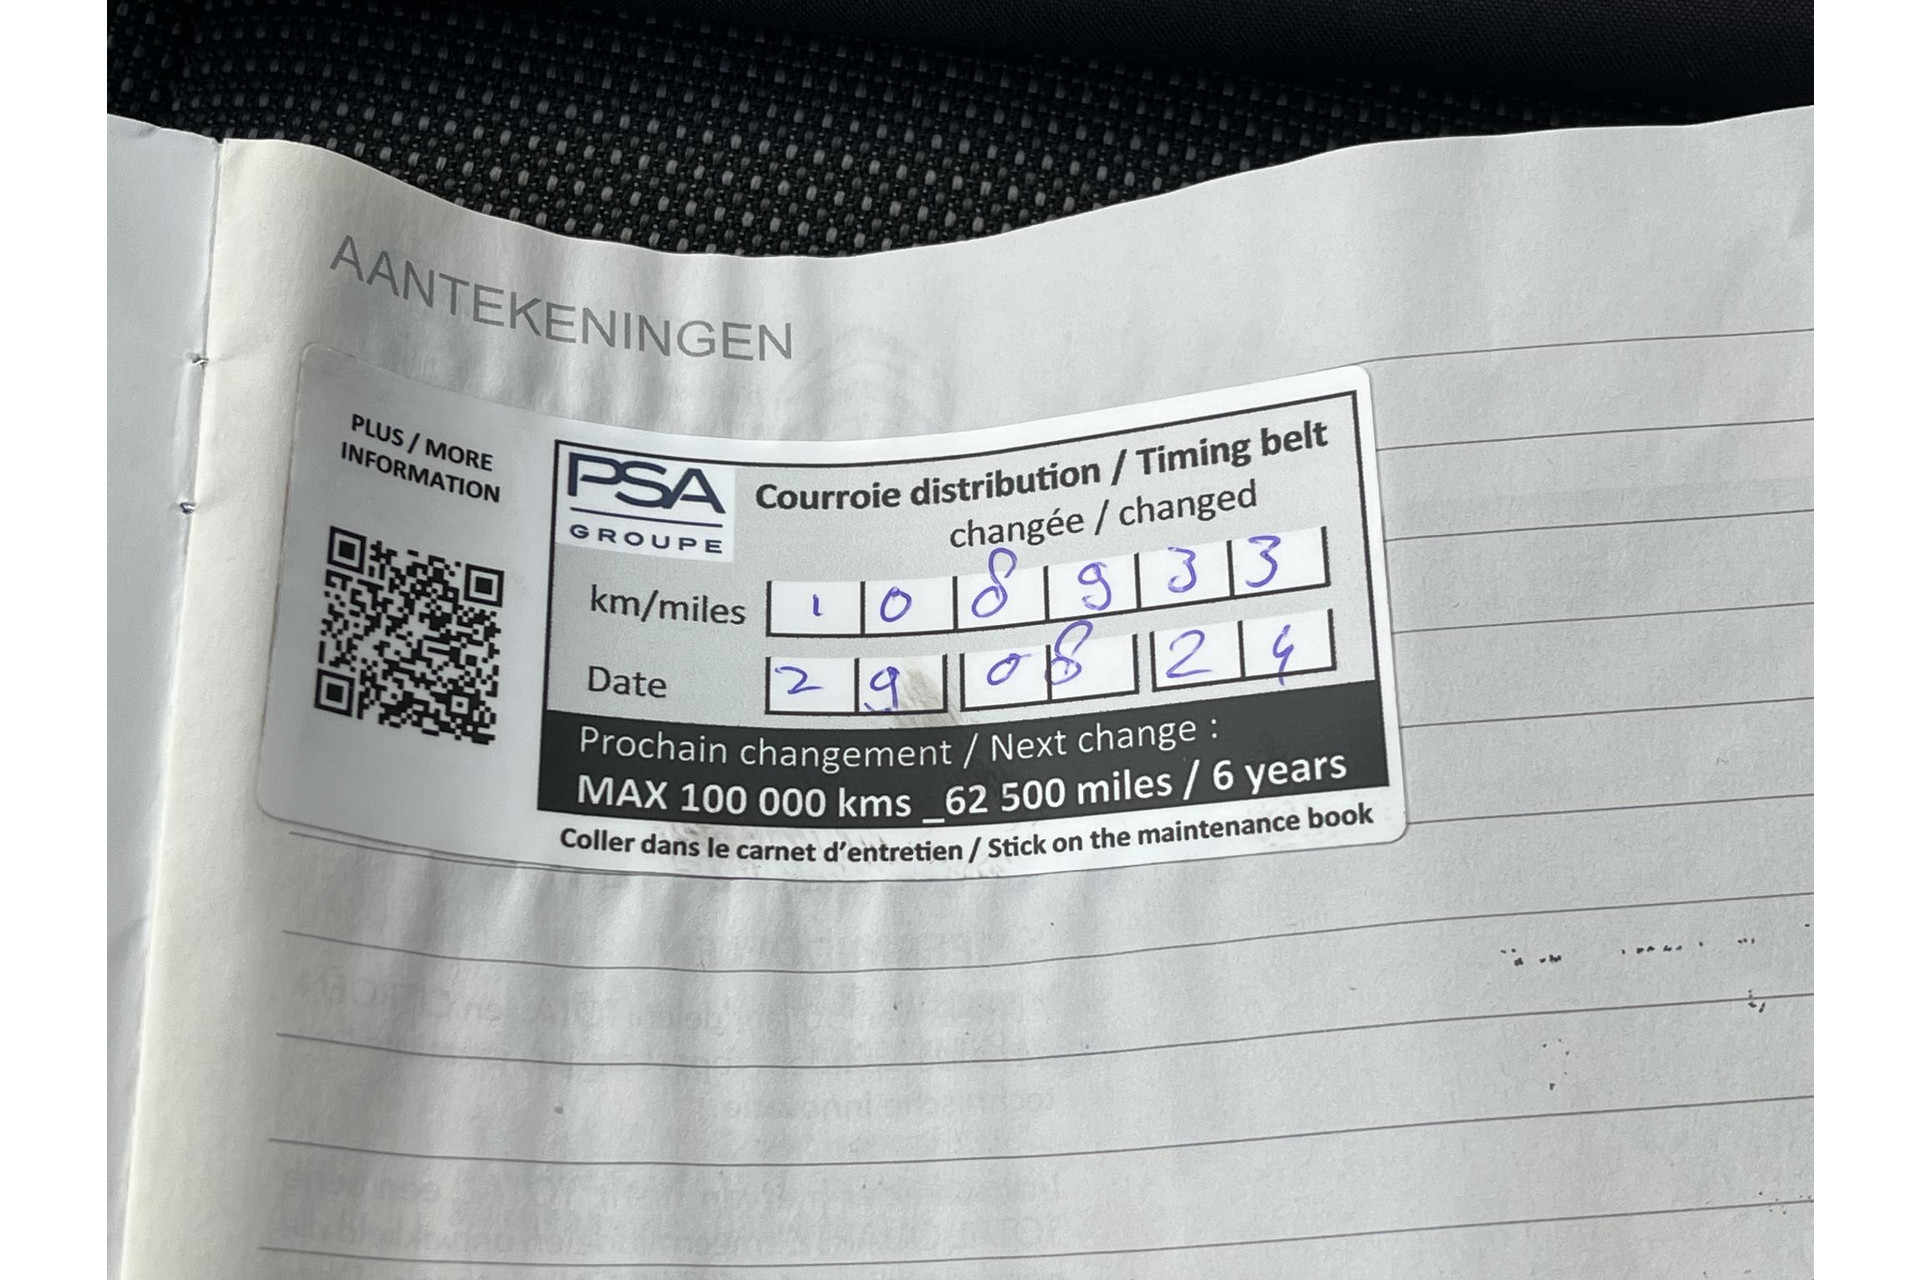 AANTEKENINGEN
PLUS / MORE
INFORMATION
PSA
GROUPE
Courroie distribution / Timing belt
changée / changed
km/miles 108933
Date 29 08 24
Prochain changement / Next change :
MAX 100 000 kms _62 500 miles / 6 years
Coller dans le carnet d'entretien / Stick on the maintenance book